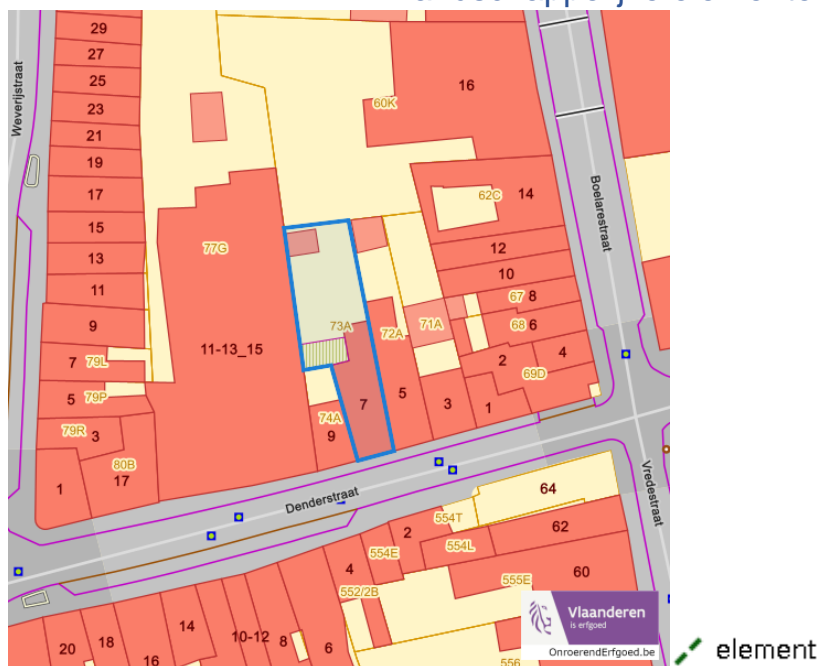 29
27
25
23
21
19
17
15
13
11
9
7 79L
5 79P
79R 3
80B
1 17
Weverijstraat
77G
11-13_15
60K
16
62C 14
12
10
67 8
68 6
2 4
69D
Boelarestraat
73A
72A
71A
74A
9
7
5
3
1
Denderstraat
Vredestraat
64
554T
2
62
554E 554L
4
552/2B
555E 60
20
18
16
14
10-12
8
6
556
Vlaanderen
is erfgoed
OnroerendErfgoed.be
element